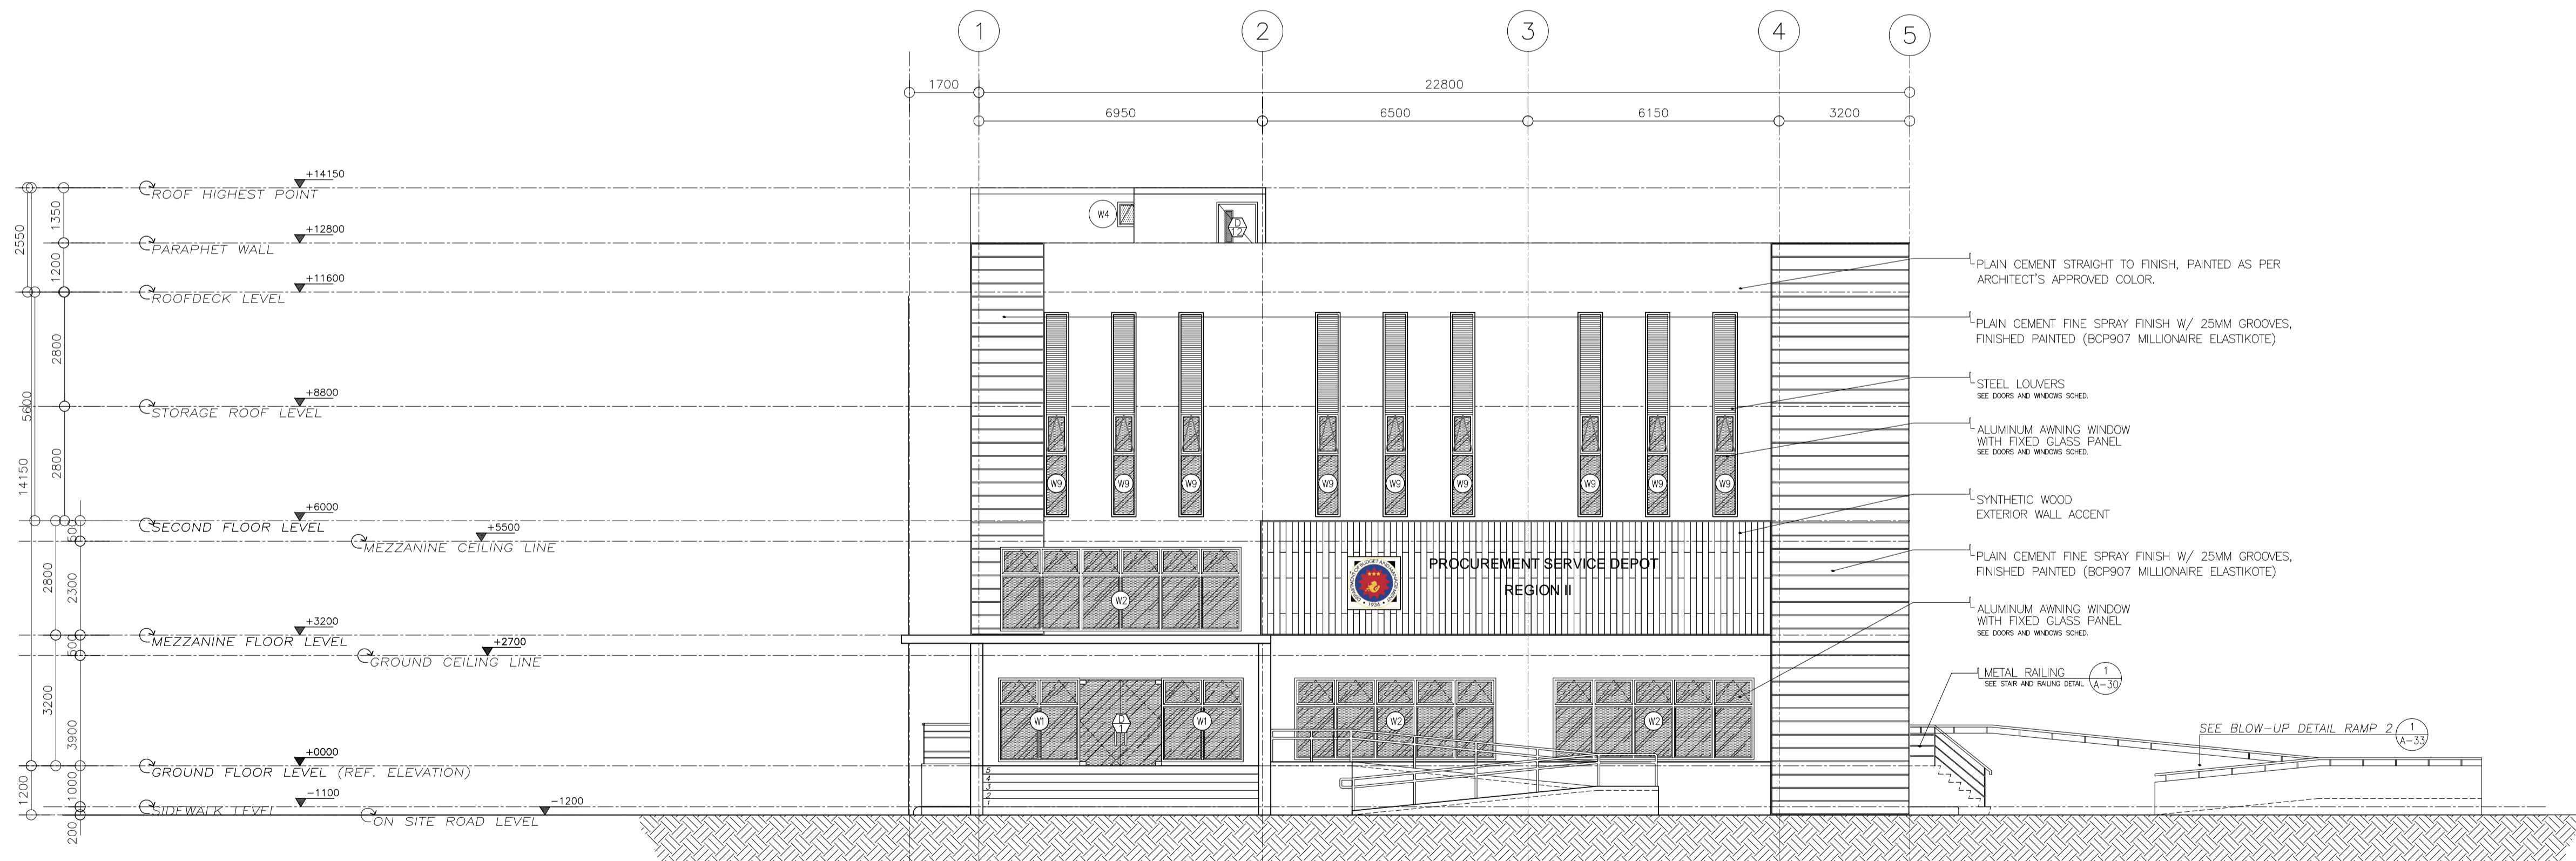 1 2 3 4 5
1700 22800
6950 6500 6150 3200
+14150
ROOF HIGHEST POINT
1350
2550
+12800
PARAPHET WALL
1200
+11600
ROOFDECK LEVEL
2800
5600
+8800
STORAGE ROOF LEVEL
14150
2800
+6000
SECOND FLOOR LEVEL
500
+5500
MEZZANINE CEILING LINE
2800
2300
+3200
MEZZANINE FLOOR LEVEL
500
+2700
GROUND CEILING LINE
3200
3900
+0000
GROUND FLOOR LEVEL (REF. ELEVATION)
1200
1000
-1100
SIDEWALK LEVEL
-1200
ON SITE ROAD LEVEL
200
W4
D
12
W9 W9 W9 W9 W9 W9 W9 W9 W9
W2
DEPARTMENT OF BUDGET AND MANAGEMENT
1936
PROCUREMENT SERVICE DEPOT
REGION II
W1
D
1
W1
W2
W2
5
4
3
2
1
PLAIN CEMENT STRAIGHT TO FINISH, PAINTED AS PER
ARCHITECT'S APPROVED COLOR.
PLAIN CEMENT FINE SPRAY FINISH W/ 25MM GROOVES,
FINISHED PAINTED (BCP907 MILLIONAIRE ELASTIKOTE)
STEEL LOUVERS
SEE DOORS AND WINDOWS SCHED.
ALUMINUM AWNING WINDOW
WITH FIXED GLASS PANEL
SEE DOORS AND WINDOWS SCHED.
SYNTHETIC WOOD
EXTERIOR WALL ACCENT
PLAIN CEMENT FINE SPRAY FINISH W/ 25MM GROOVES,
FINISHED PAINTED (BCP907 MILLIONAIRE ELASTIKOTE)
ALUMINUM AWNING WINDOW
WITH FIXED GLASS PANEL
SEE DOORS AND WINDOWS SCHED.
METAL RAILING
SEE STAIR AND RAILING DETAIL
1
A-30
SEE BLOW-UP DETAIL RAMP 2
1
A-33